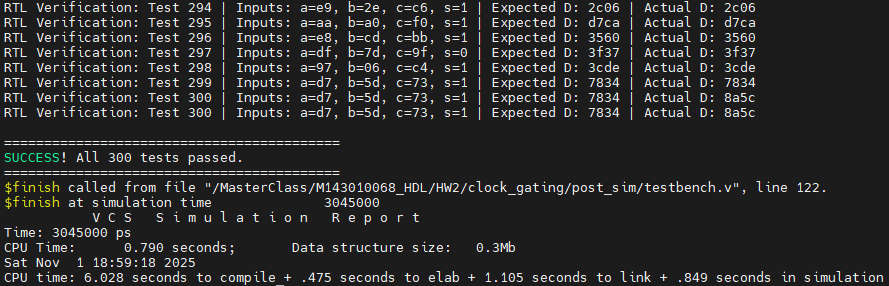 RTL Verification: Test 294 | Inputs: a=e9, b=2e, c=c6, s=1 | Expected D: 2c06 | Actual D: 2c06
RTL Verification: Test 295 | Inputs: a=aa, b=a0, c=f0, s=1 | Expected D: d7ca | Actual D: d7ca
RTL Verification: Test 296 | Inputs: a=e8, b=cd, c=bb, s=1 | Expected D: 3560 | Actual D: 3560
RTL Verification: Test 297 | Inputs: a=df, b=7d, c=9f, s=0 | Expected D: 3f37 | Actual D: 3f37
RTL Verification: Test 298 | Inputs: a=97, b=06, c=c4, s=1 | Expected D: 3cde | Actual D: 3cde
RTL Verification: Test 299 | Inputs: a=d7, b=5d, c=73, s=1 | Expected D: 7834 | Actual D: 7834
RTL Verification: Test 300 | Inputs: a=d7, b=5d, c=73, s=1 | Expected D: 7834 | Actual D: 8a5c
RTL Verification: Test 300 | Inputs: a=d7, b=5d, c=73, s=1 | Expected D: 7834 | Actual D: 8a5c
==========================================
SUCCESS! All 300 tests passed.
==========================================
$finish called from file "/MasterClass/M143010068_HDL/HW2/clock_gating/post_sim/testbench.v", line 122.
$finish at simulation time 3045000
V C S S i m u l a t i o n R e p o r t
Time: 3045000 ps
CPU Time: 0.790 seconds; Data structure size: 0.3Mb
Sat Nov 1 18:59:18 2025
CPU time: 6.028 seconds to compile + .475 seconds to elab + 1.105 seconds to link + .849 seconds in simulation